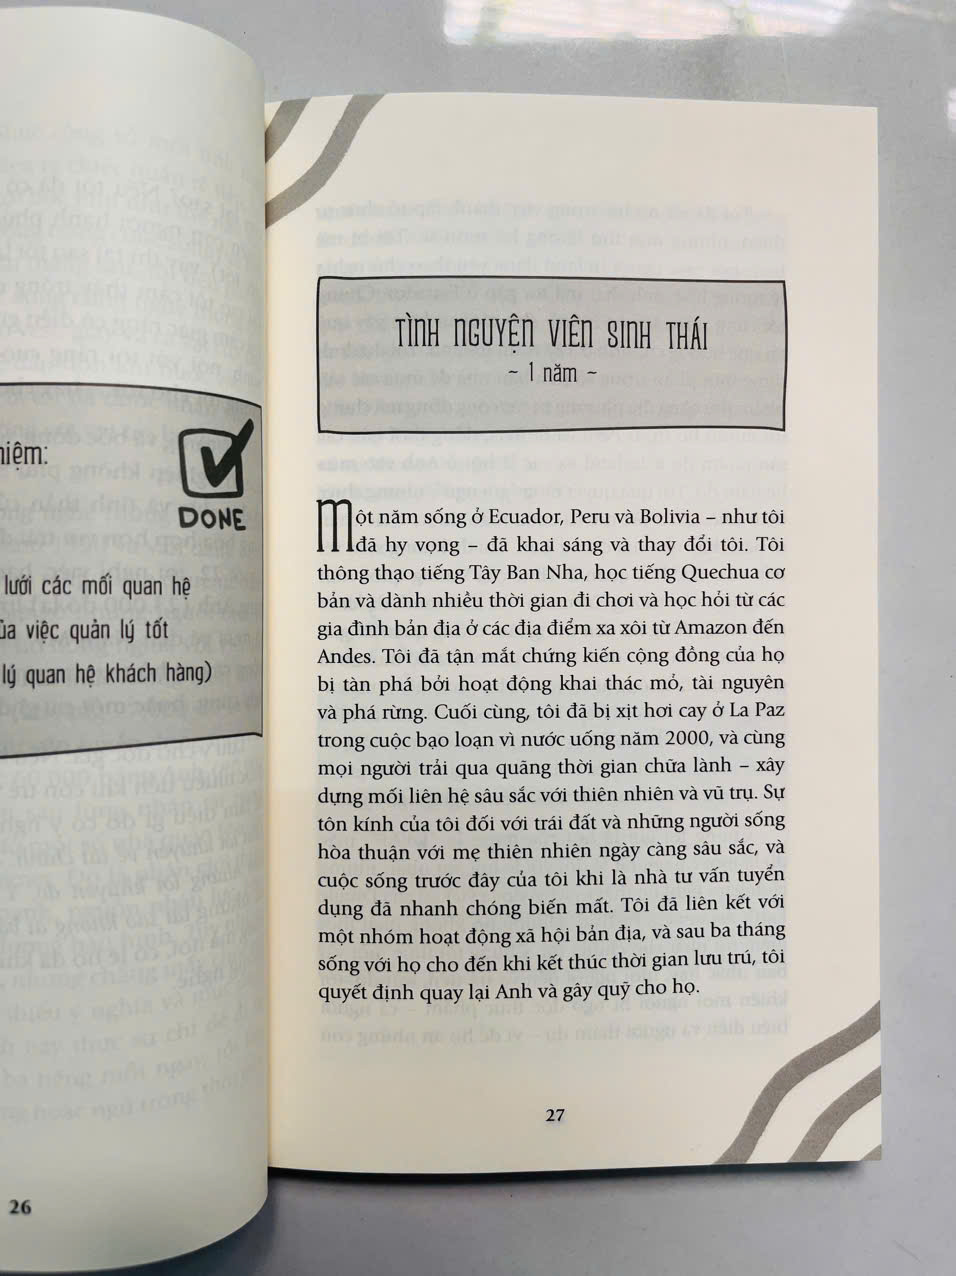 DONE
lưới các mối quan hệ
của việc quản lý tốt
lý quan hệ khách hàng)
26
TÌNH NGUYỆN VIÊN SINH THÁI
~ 1 năm ~
Một năm sống ở Ecuador, Peru và Bolivia – như tôi
đã hy vọng – đã khai sáng và thay đổi tôi. Tôi
thông thạo tiếng Tây Ban Nha, học tiếng Quechua cơ
bản và dành nhiều thời gian đi chơi và học hỏi từ các
gia đình bản địa ở các địa điểm xa xôi từ Amazon đến
Andes. Tôi đã tận mắt chứng kiến cộng đồng của họ
bị tàn phá bởi hoạt động khai thác mỏ, tài nguyên
và phá rừng. Cuối cùng, tôi đã bị xịt hơi cay ở La Paz
trong cuộc bạo loạn vì nước uống năm 2000, và cùng
mọi người trải qua quãng thời gian chữa lành – xây
dựng mối liên hệ sâu sắc với thiên nhiên và vũ trụ. Sự
tôn kính của tôi đối với trái đất và những người sống
hòa thuận với mẹ thiên nhiên ngày càng sâu sắc, và
cuộc sống trước đây của tôi khi là nhà tư vấn tuyển
dụng đã nhanh chóng biến mất. Tôi đã liên kết với
một nhóm hoạt động xã hội bản địa, và sau ba tháng
sống với họ cho đến khi kết thúc thời gian lưu trú, tôi
quyết định quay lại Anh và gây quỹ cho họ.
27